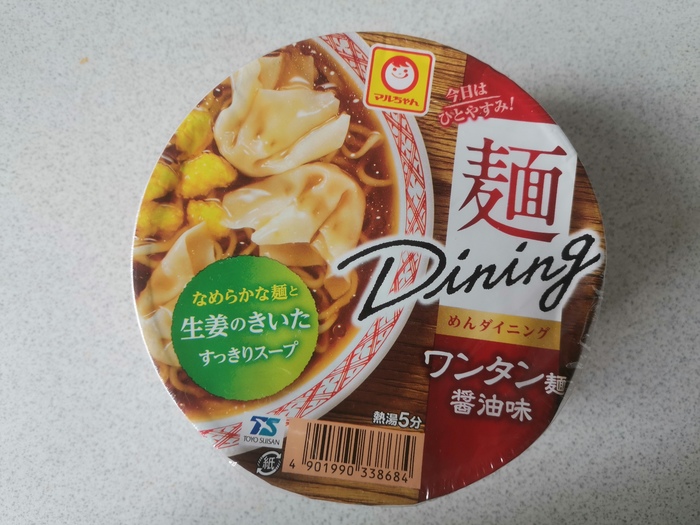 マルちゃん
今日は
ひとやすみ!
麺
Dining
めんダイニング
ワンタン麺
醤油味
なめらかな麺と
生姜のきいた
すっきりスープ
熱湯5分
TS
TOYO SUISAN
紙
4 901990 338684